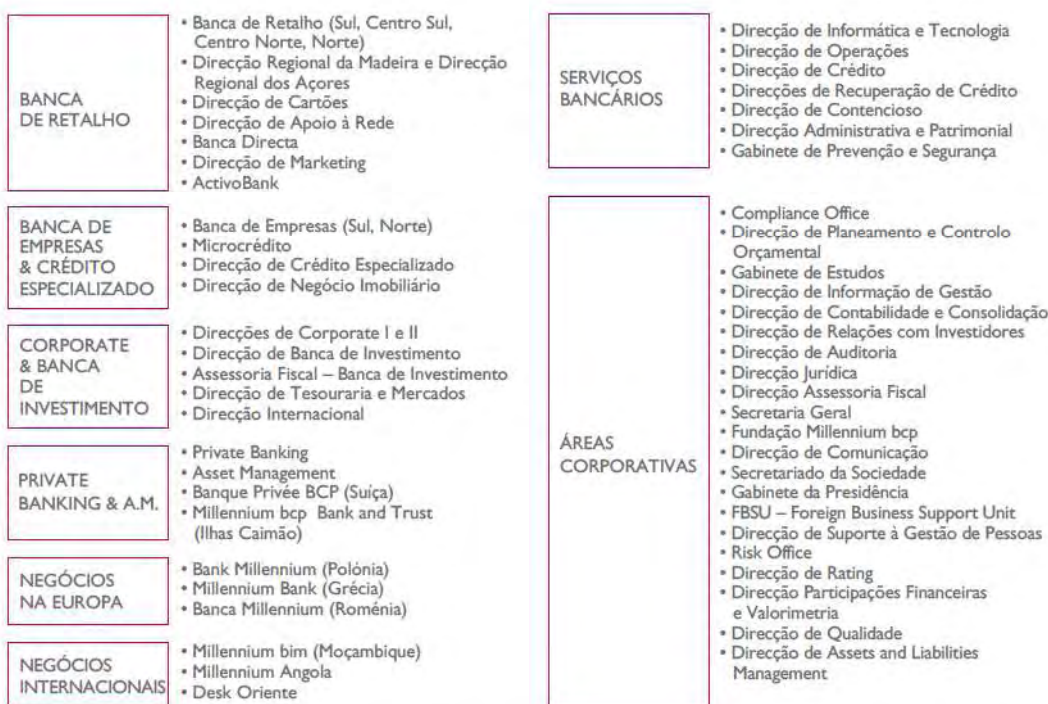 BANCA
DE RETALHO
• Banca de Retalho (Sul, Centro Sul,
Centro Norte, Norte)
• Direcção Regional da Madeira e Direcção
Regional dos Açores
• Direcção de Cartões
• Direcção de Apoio à Rede
• Banca Directa
• Direcção de Marketing
• ActivoBank
BANCA DE
EMPRESAS
& CRÉDITO
ESPECIALIZADO
• Banca de Empresas (Sul, Norte)
• Microcrédito
• Direcção de Crédito Especializado
• Direcção de Negócio Imobiliário
CORPORATE
& BANCA
DE
INVESTIMENTO
• Direcções de Corporate I e II
• Direcção de Banca de Investimento
• Assessoria Fiscal – Banca de Investimento
• Direcção de Tesouraria e Mercados
• Direcção Internacional
PRIVATE
BANKING & A.M.
• Private Banking
• Asset Management
• Banque Privée BCP (Suíça)
• Millennium bcp Bank and Trust
(Ilhas Caimão)
NEGÓCIOS
NA EUROPA
• Bank Millennium (Polónia)
• Millennium Bank (Grécia)
• Banca Millennium (Roménia)
NEGÓCIOS
INTERNACIONAIS
• Millennium bim (Moçambique)
• Millennium Angola
• Desk Oriente
SERVIÇOS
BANCÁRIOS
• Direcção de Informática e Tecnologia
• Direcção de Operações
• Direcção de Crédito
• Direcções de Recuperação de Crédito
• Direcção de Contencioso
• Direcção Administrativa e Patrimonial
• Gabinete de Prevenção e Segurança
ÁREAS
CORPORATIVAS
• Compliance Office
• Direcção de Planeamento e Controlo
Orçamental
• Gabinete de Estudos
• Direcção de Informação de Gestão
• Direcção de Contabilidade e Consolidação
• Direcção de Relações com Investidores
• Direcção de Auditoria
• Direcção Jurídica
• Direcção Assessoria Fiscal
• Secretaria Geral
• Fundação Millennium bcp
• Direcção de Comunicação
• Secretariado da Sociedade
• Gabinete da Presidência
• FBSU – Foreign Business Support Unit
• Direcção de Suporte à Gestão de Pessoas
• Risk Office
• Direcção de Rating
• Direcção Participações Financeiras
e Valorimetria
• Direcção de Qualidade
• Direcção de Assets and Liabilities
Management